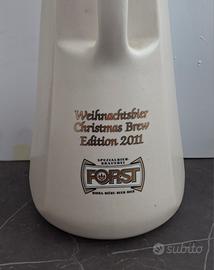 Weihnachtsbier
Christmas Brew
Edition 2011
SPEZIALBIER
BRAUEREI
FORST
subito